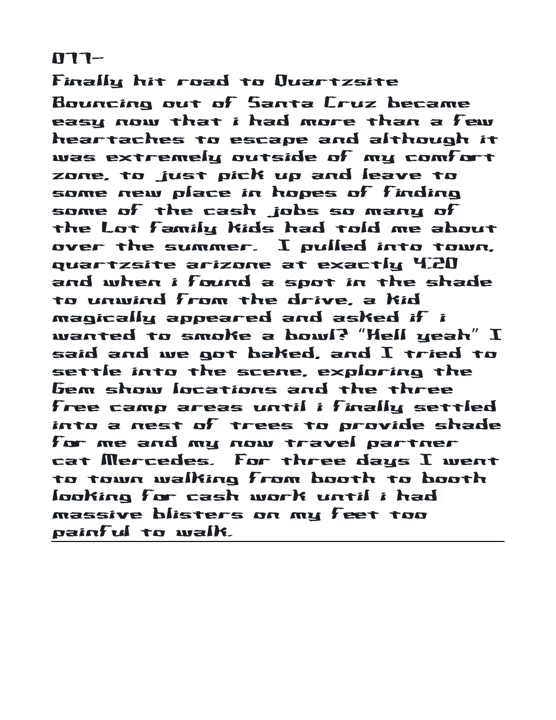 077-
Finally hit road to Quartzsite
Bouncing out of Santa Cruz became
easy now that i had more than a few
heartaches to escape and although it
was extremely outside of my comfort
zone, to just pick up and leave to
some new place in hopes of finding
some of the cash jobs so many of
the Lot family kids had told me about
over the summer.  I pulled into town,
quartzsite arizone at exactly 4:20
and when i found a spot in the shade
to unwind from the drive, a kid
magically appeared and asked if i
wanted to smoke a bowl? "Hell yeah" I
said and we got baked, and I tried to
settle into the scene, exploring the
Gem show locations and the three
free camp areas until i finally settled
into a nest of trees to provide shade
for me and my now travel partner
cat Mercedes.  For three days I went
to town walking from booth to booth
looking for cash work until i had
massive blisters on my feet too
painful to walk.